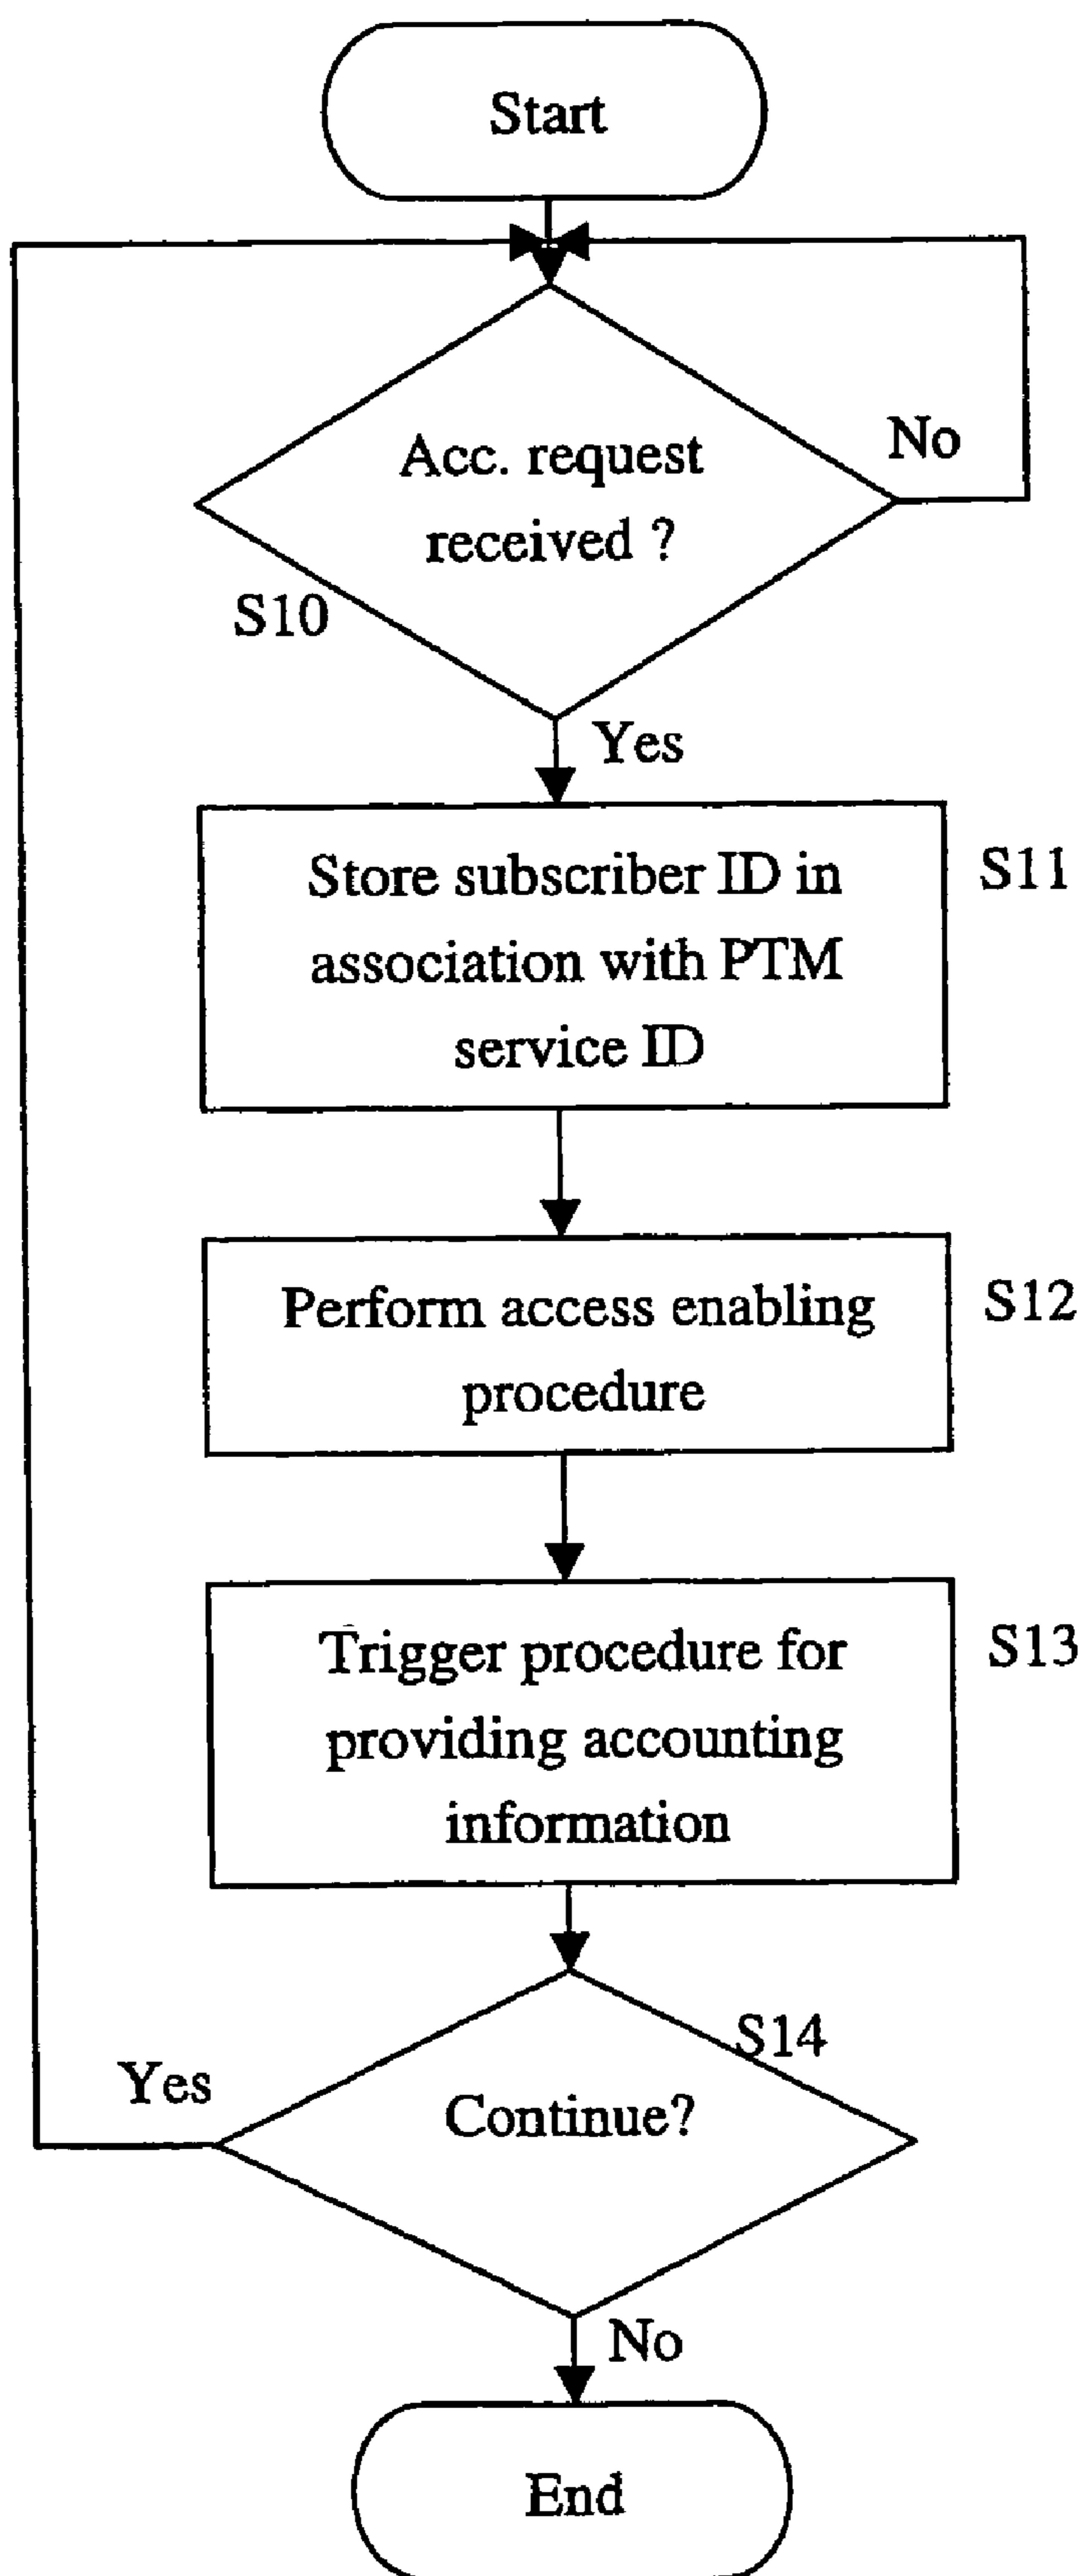 Start
Acc. request
received ?
No
S10
Yes
Store subscriber ID in
association with PTM
service ID
S11
Perform access enabling
procedure
S12
Trigger procedure for
providing accounting
information
S13
S14
Yes
Continue?
No
End